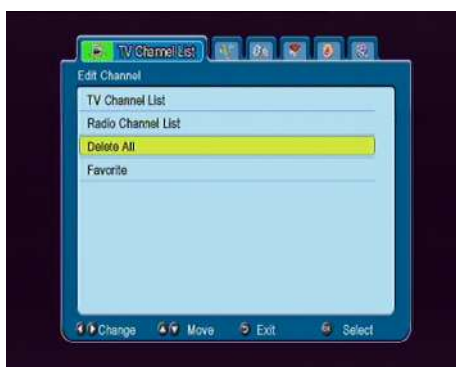 TV Channel List
Edit Channel
TV Channel List
Radio Channel List
Delete All
Favorite
Change Move Exit Select